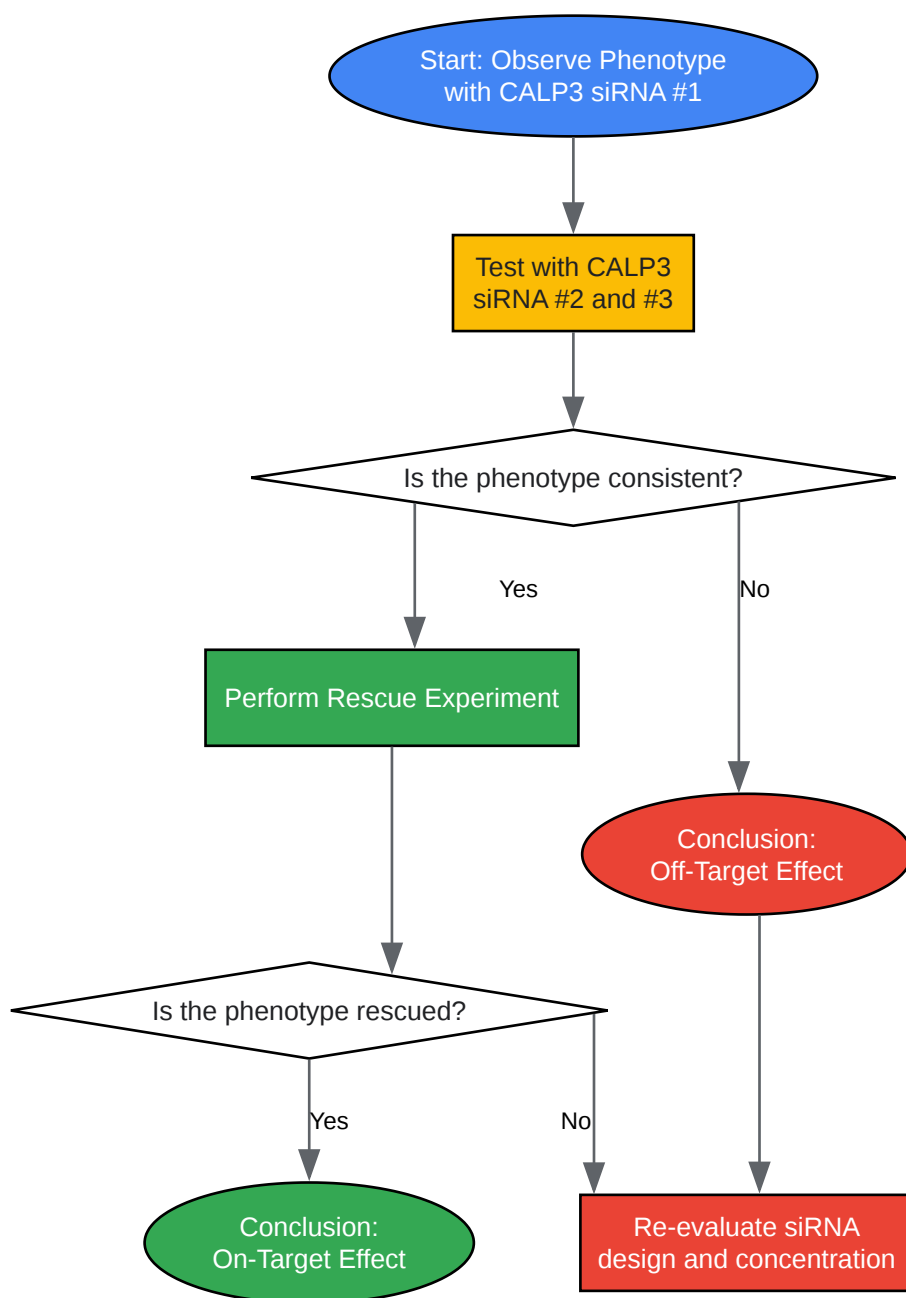 Start: Observe Phenotype
with CALP3 siRNA #1
Test with CALP3
siRNA #2 and #3
Is the phenotype consistent?
Yes
No
Perform Rescue Experiment
Conclusion:
Off-Target Effect
Is the phenotype rescued?
Yes
No
Conclusion:
On-Target Effect
Re-evaluate siRNA
design and concentration